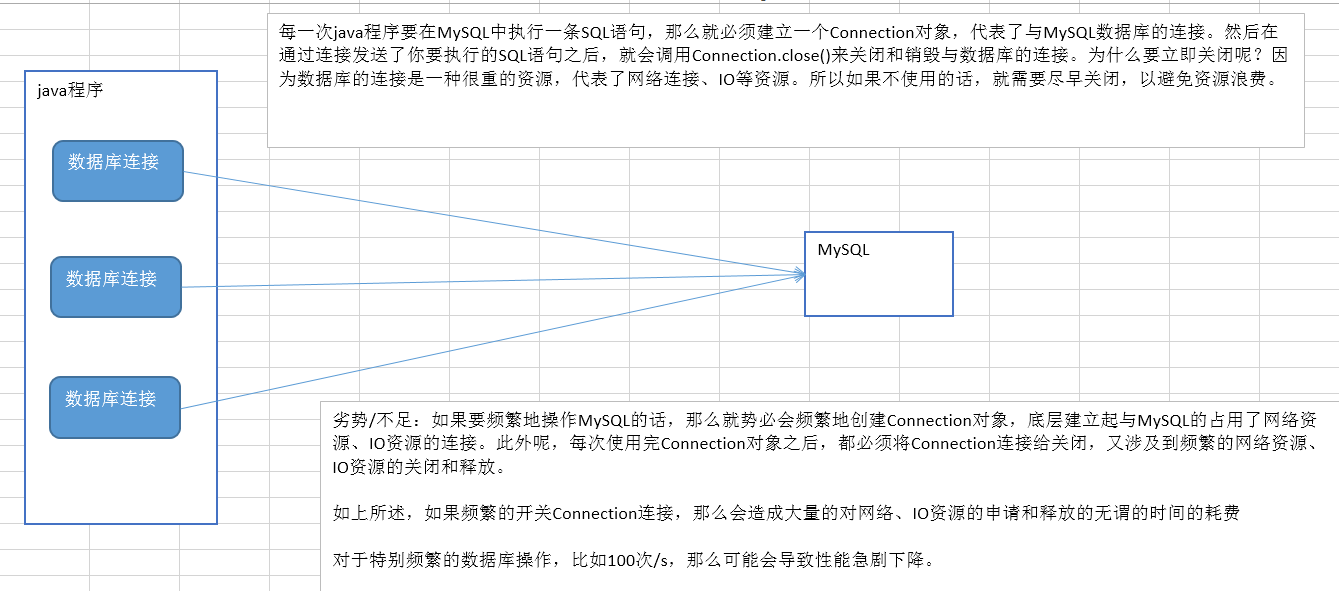 每一次java程序要在MySQL中执行一条SQL语句，那么就必须建立一个Connection对象，代表了与MySQL数据库的连接。然后在
通过连接发送了你要执行的SQL语句之后，就会调用Connection.close()来关闭和销毁与数据库的连接。为什么要立即关闭呢？因
为数据库的连接是一种很重的资源，代表了网络连接、IO等资源。所以如果不使用的话，就需要尽早关闭，以避免资源浪费。
java程序
数据库连接
数据库连接
数据库连接
MySQL
劣势/不足：如果要频繁地操作MySQL的话，那么就势必会频繁地创建Connection对象，底层建立起与MySQL的占用了网络资
源、IO资源的连接。此外呢，每次使用完Connection对象之后，都必须将Connection连接给关闭，又涉及到频繁的网络资源、
IO资源的关闭和释放。
如上所述，如果频繁的开关Connection连接，那么会造成大量的对网络、IO资源的申请和释放的无谓的时间的耗费
对于特别频繁的数据库操作，比如100次/s，那么可能会导致性能急剧下降。